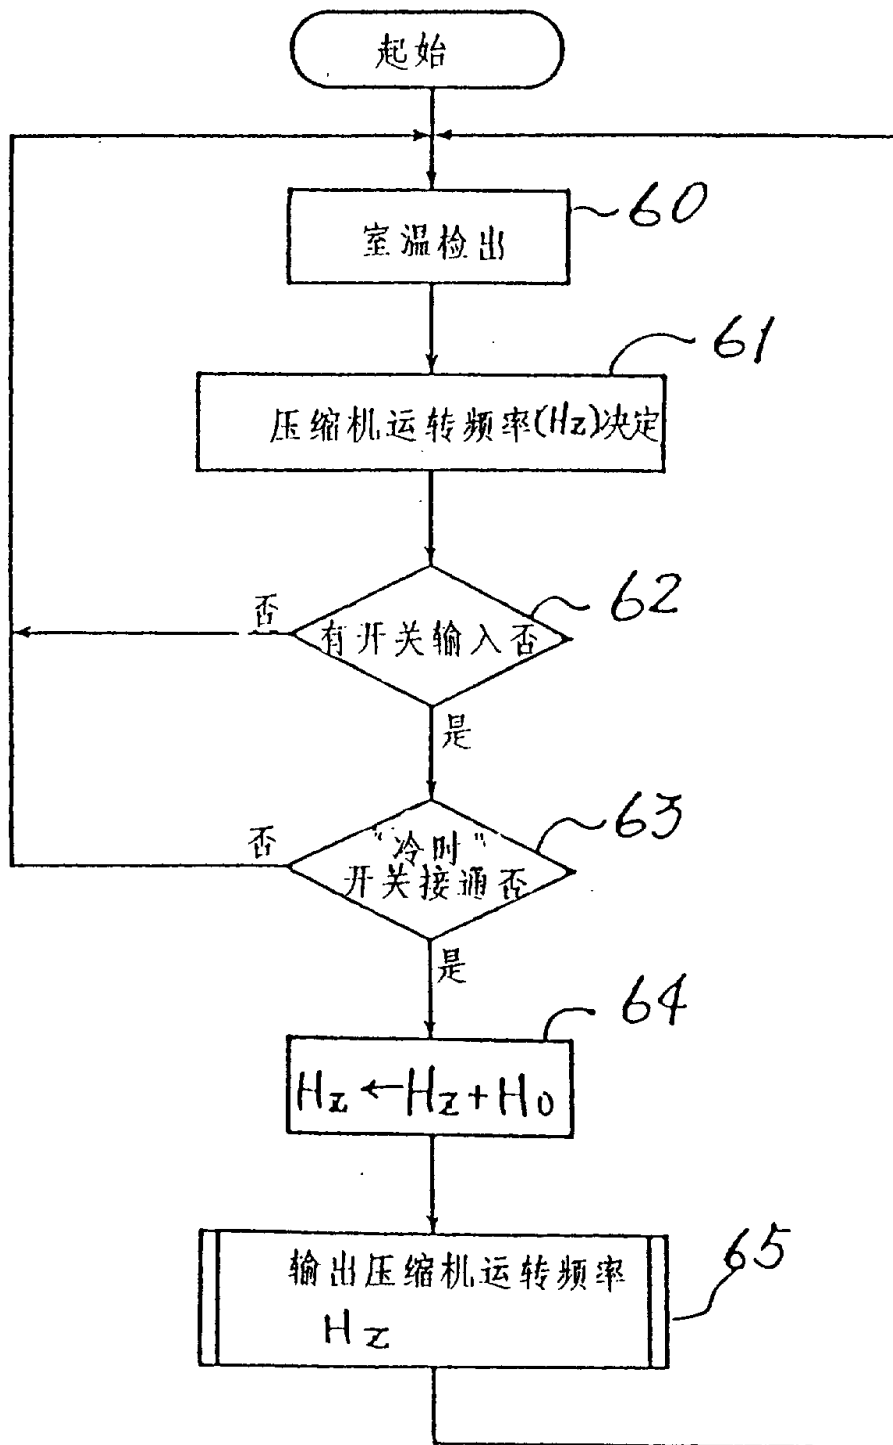 起始
60
室温检出
61
压缩机运转频率(Hz)决定
62
否
有开关输入否
是
63
否
"冷时"
开关接通否
是
64
Hz←Hz+H0
65
输出压缩机运转频率
Hz